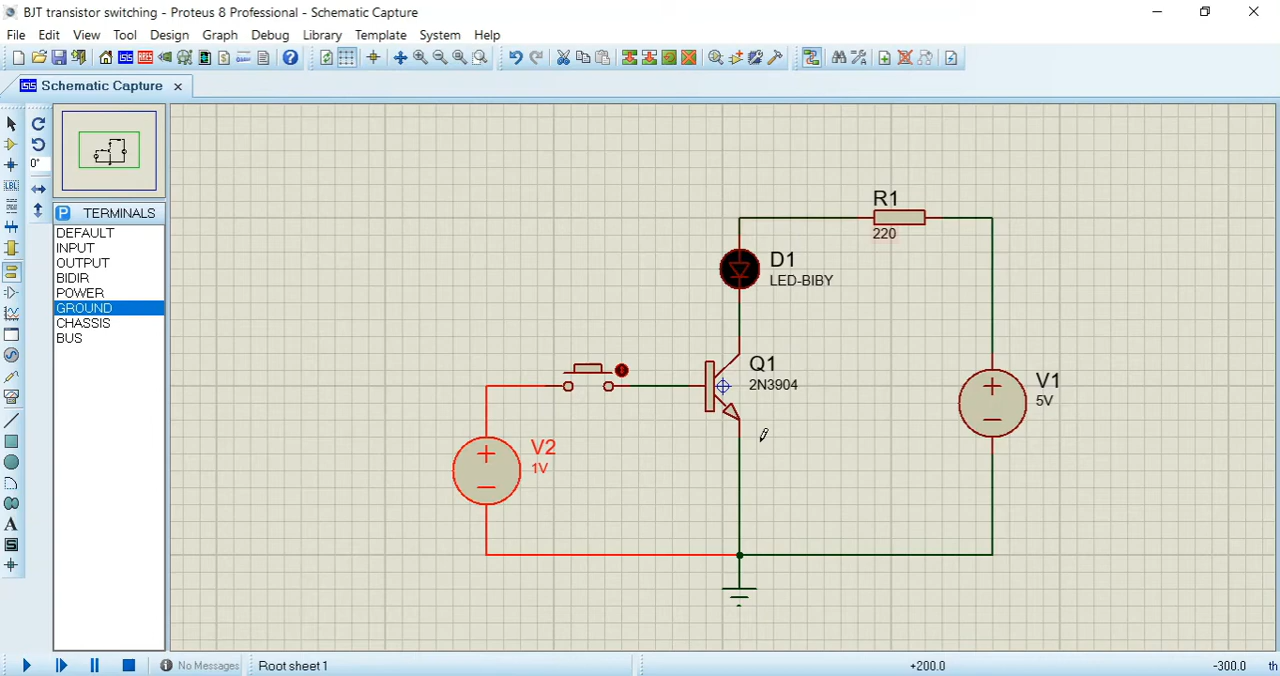 BJT transistor switching - Proteus 8 Professional - Schematic Capture
File Edit View Tool Design Graph Debug Library Template System Help
Schematic Capture
0°
LBL
P TERMINALS
DEFAULT
INPUT
OUTPUT
BIDIR
POWER
GROUND
CHASSIS
BUS
A
S
R1
220
D1
LED-BIBY
Q1
2N3904
V1
5V
V2
1V
No Messages
Root sheet 1
+200.0
-300.0
th